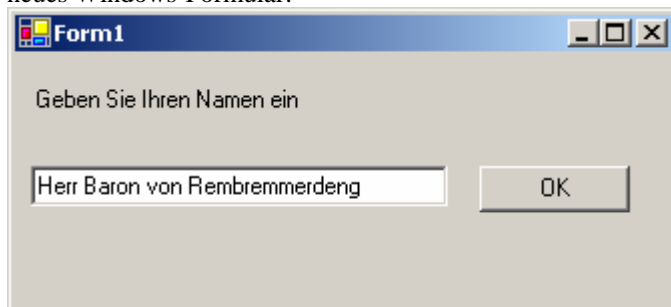 neues Windows-Formular:
Form1
Geben Sie Ihren Namen ein
Herr Baron von Rembremmerdeng
OK